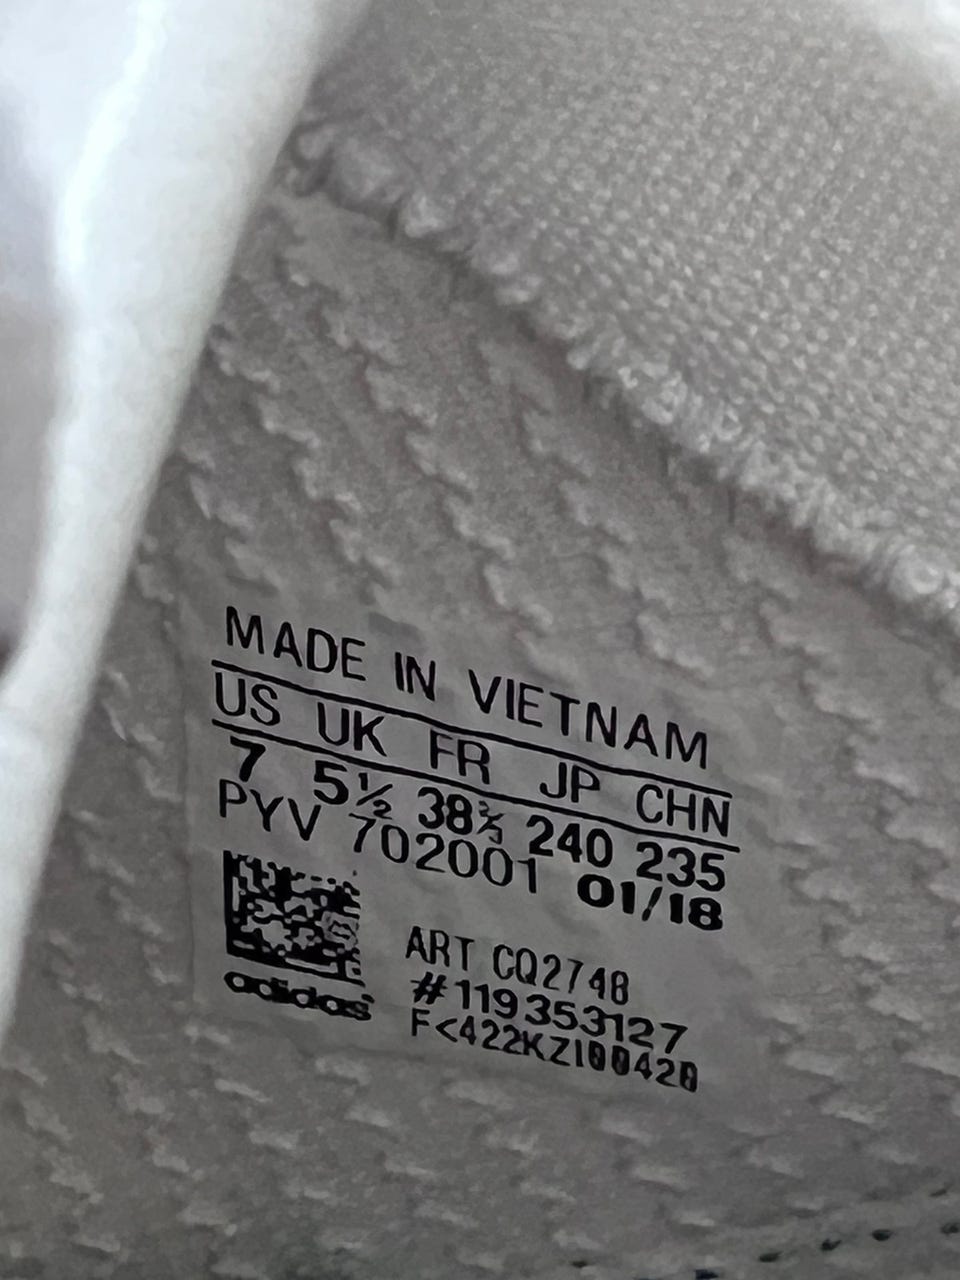 MADE IN VIETNAM
US UK FR JP CHN
7 5½ 38⅔ 240 235
PYV 702001 01/18
ART CQ2748
#119353127
F<422KZ100420
adidas